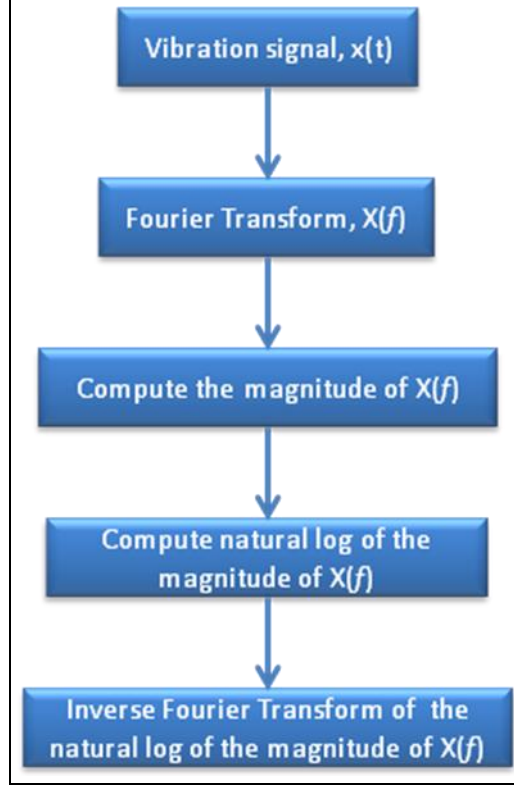 Vibration signal, x(t)
Fourier Transform, X(f)
Compute the magnitude of X(f)
Compute natural log of the
magnitude of X(f)
Inverse Fourier Transform of the
natural log of the magnitude of X(f)